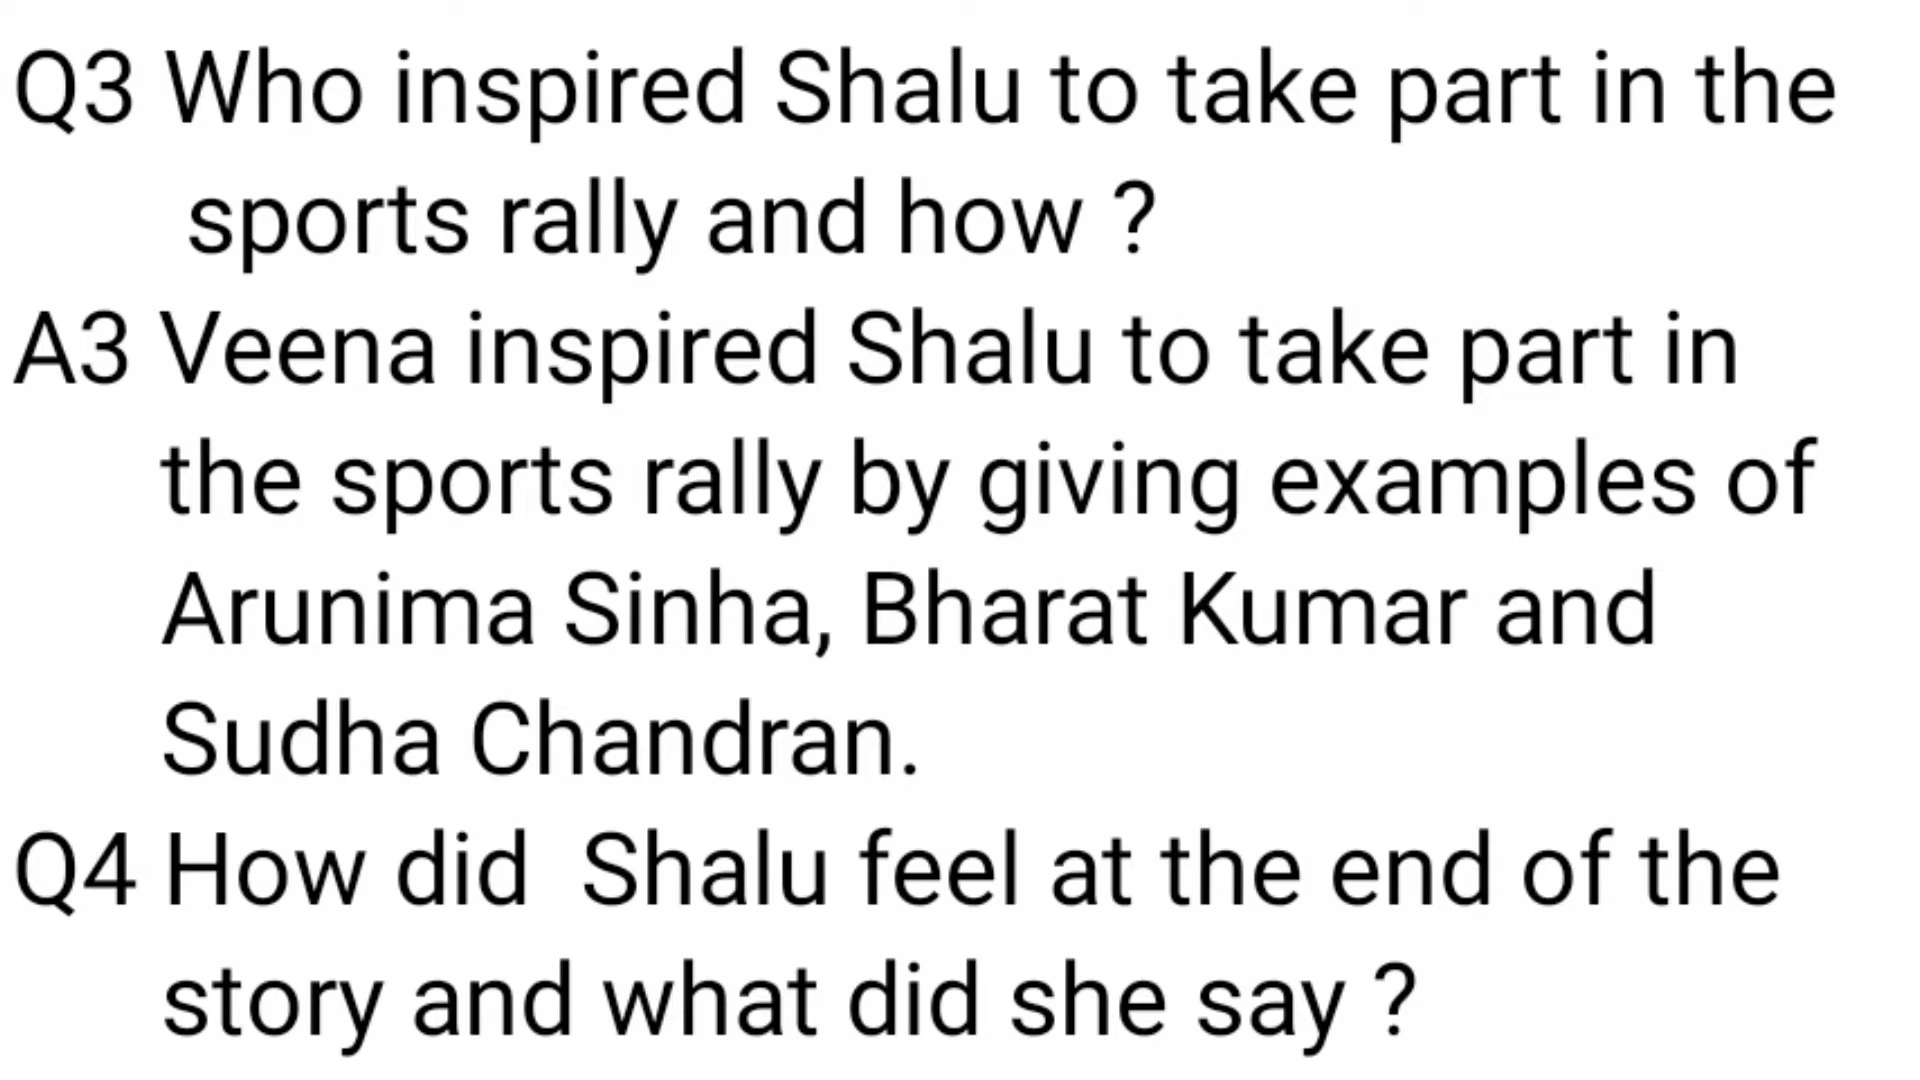 Q3 Who inspired Shalu to take part in the
sports rally and how ?
A3 Veena inspired Shalu to take part in
the sports rally by giving examples of
Arunima Sinha, Bharat Kumar and
Sudha Chandran.
Q4 How did  Shalu feel at the end of the
story and what did she say ?